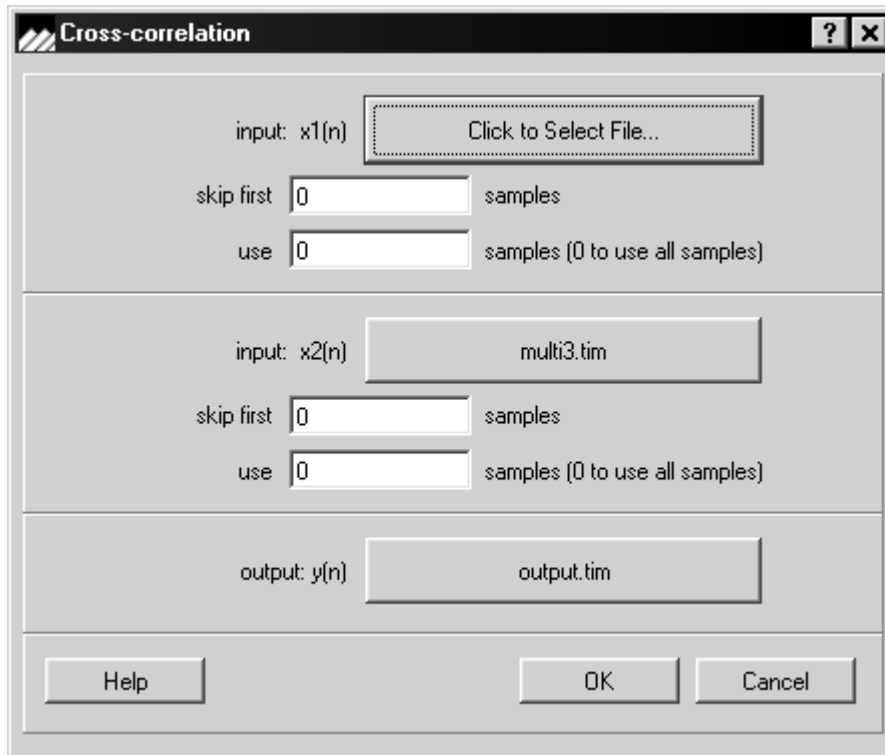 Cross-correlation
input: x1(n) Click to Select File...
skip first 0 samples
use 0 samples (0 to use all samples)
input: x2(n) multi3.tim
skip first 0 samples
use 0 samples (0 to use all samples)
output: y(n) output.tim
Help OK Cancel